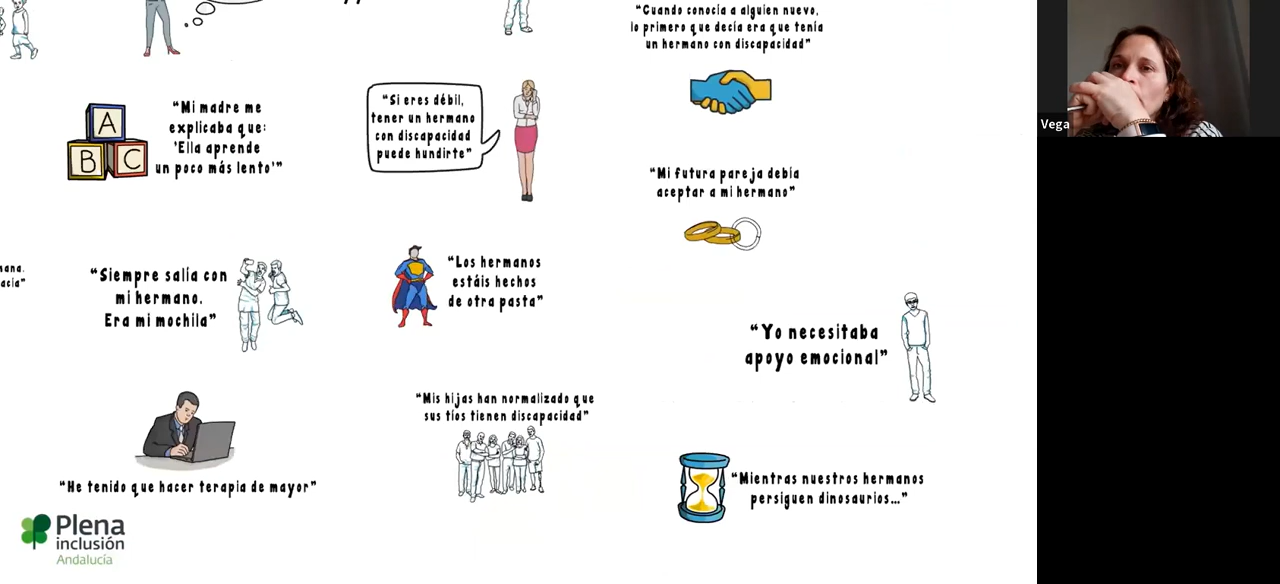 “Cuando conocía a alguien nuevo,
lo primero que decía era que tenía
un hermano con discapacidad”
A
B C
“Mi madre me
explicaba que:
'Ella aprende
un poco más lento'”
“Si eres débil,
tener un hermano
con discapacidad
puede hundirte”
“Mi futura pareja debía
aceptar a mi hermano”
“Siempre salía con
mi hermano.
Era mi mochila”
“Los hermanos
estáis hechos
de otra pasta”
“Yo necesitaba
apoyo emocional”
“He tenido que hacer terapia de mayor”
“Mis hijas han normalizado que
sus tíos tienen discapacidad”
“Mientras nuestros hermanos
persiguen dinosaurios...”
Plena
inclusión
Andalucía
Vega